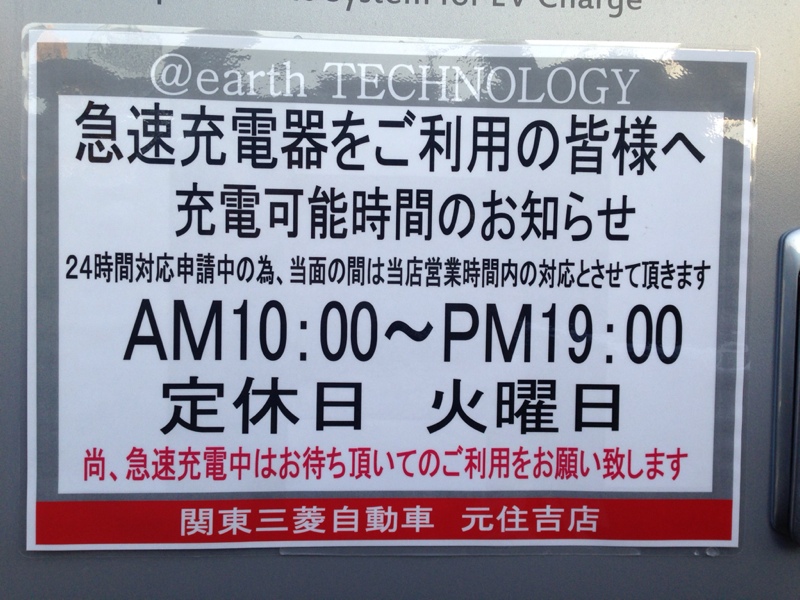 System for EV Charge
@earth TECHNOLOGY
急速充電器をご利用の皆様へ
充電可能時間のお知らせ
24時間対応申請中の為、当面の間は当店営業時間内の対応とさせて頂きます
AM10:00～PM19:00
定休日 火曜日
尚、急速充電中はお待ち頂いてのご利用をお願い致します
関東三菱自動車 元住吉店